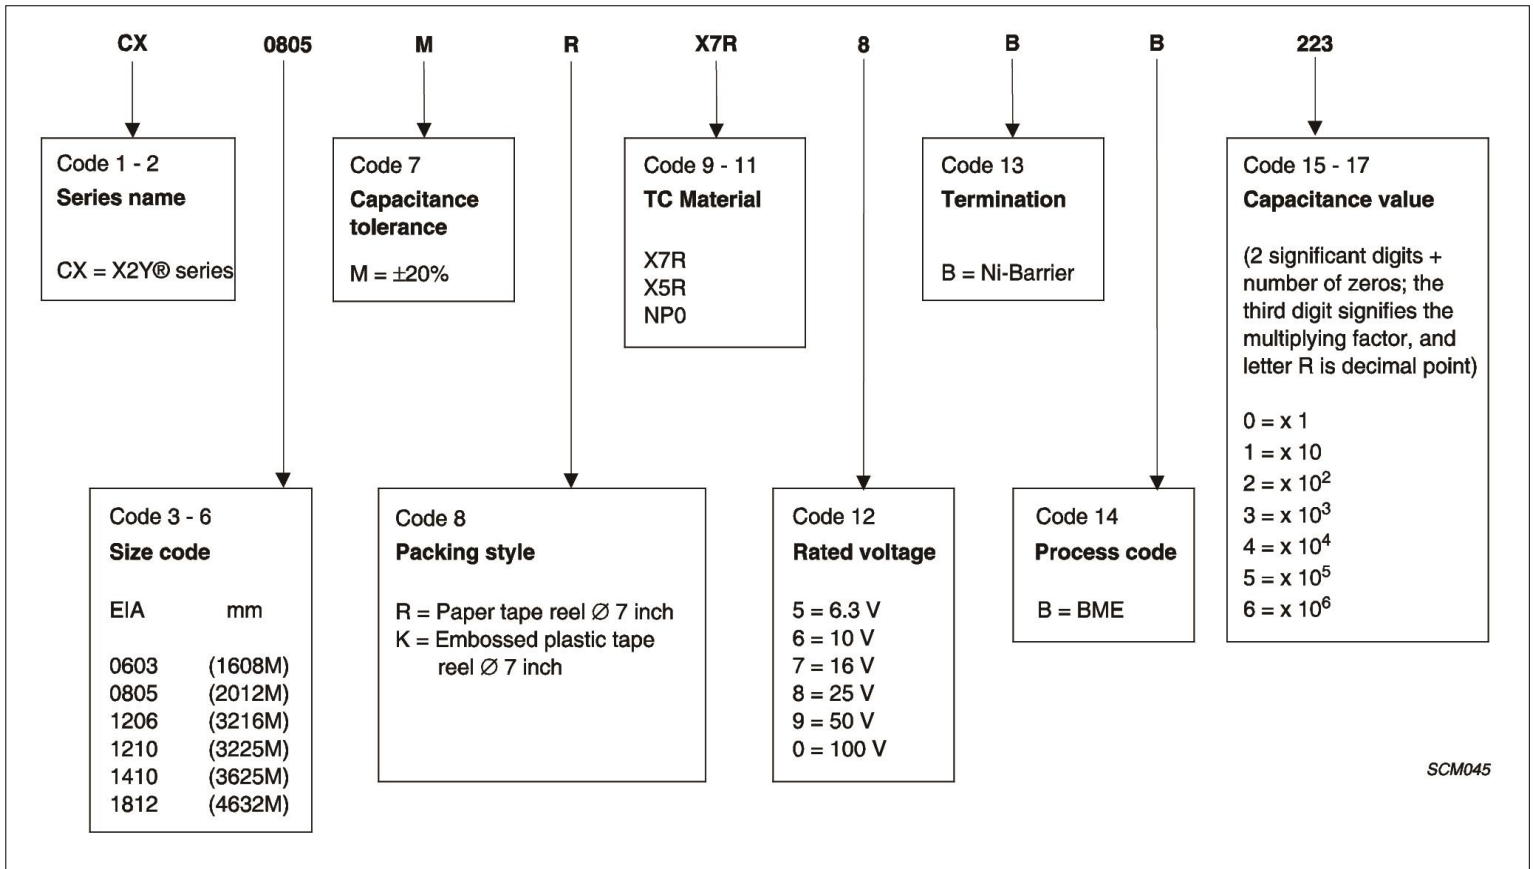 CX 0805 M R X7R 8 B B 223
Code 1 - 2
Series name
CX = X2Y® series
Code 7
Capacitance
tolerance
M = ±20%
Code 9 - 11
TC Material
X7R
X5R
NP0
Code 13
Termination
B = Ni-Barrier
Code 15 - 17
Capacitance value
(2 significant digits +
number of zeros; the
third digit signifies the
multiplying factor, and
letter R is decimal point)
0 = x 1
1 = x 10
2 = x 10²
3 = x 10³
4 = x 10⁴
5 = x 10⁵
6 = x 10⁶
Code 3 - 6
Size code
EIA mm
0603 (1608M)
0805 (2012M)
1206 (3216M)
1210 (3225M)
1410 (3625M)
1812 (4632M)
Code 8
Packing style
R = Paper tape reel Ø 7 inch
K = Embossed plastic tape
reel Ø 7 inch
Code 12
Rated voltage
5 = 6.3 V
6 = 10 V
7 = 16 V
8 = 25 V
9 = 50 V
0 = 100 V
Code 14
Process code
B = BME
SCM045